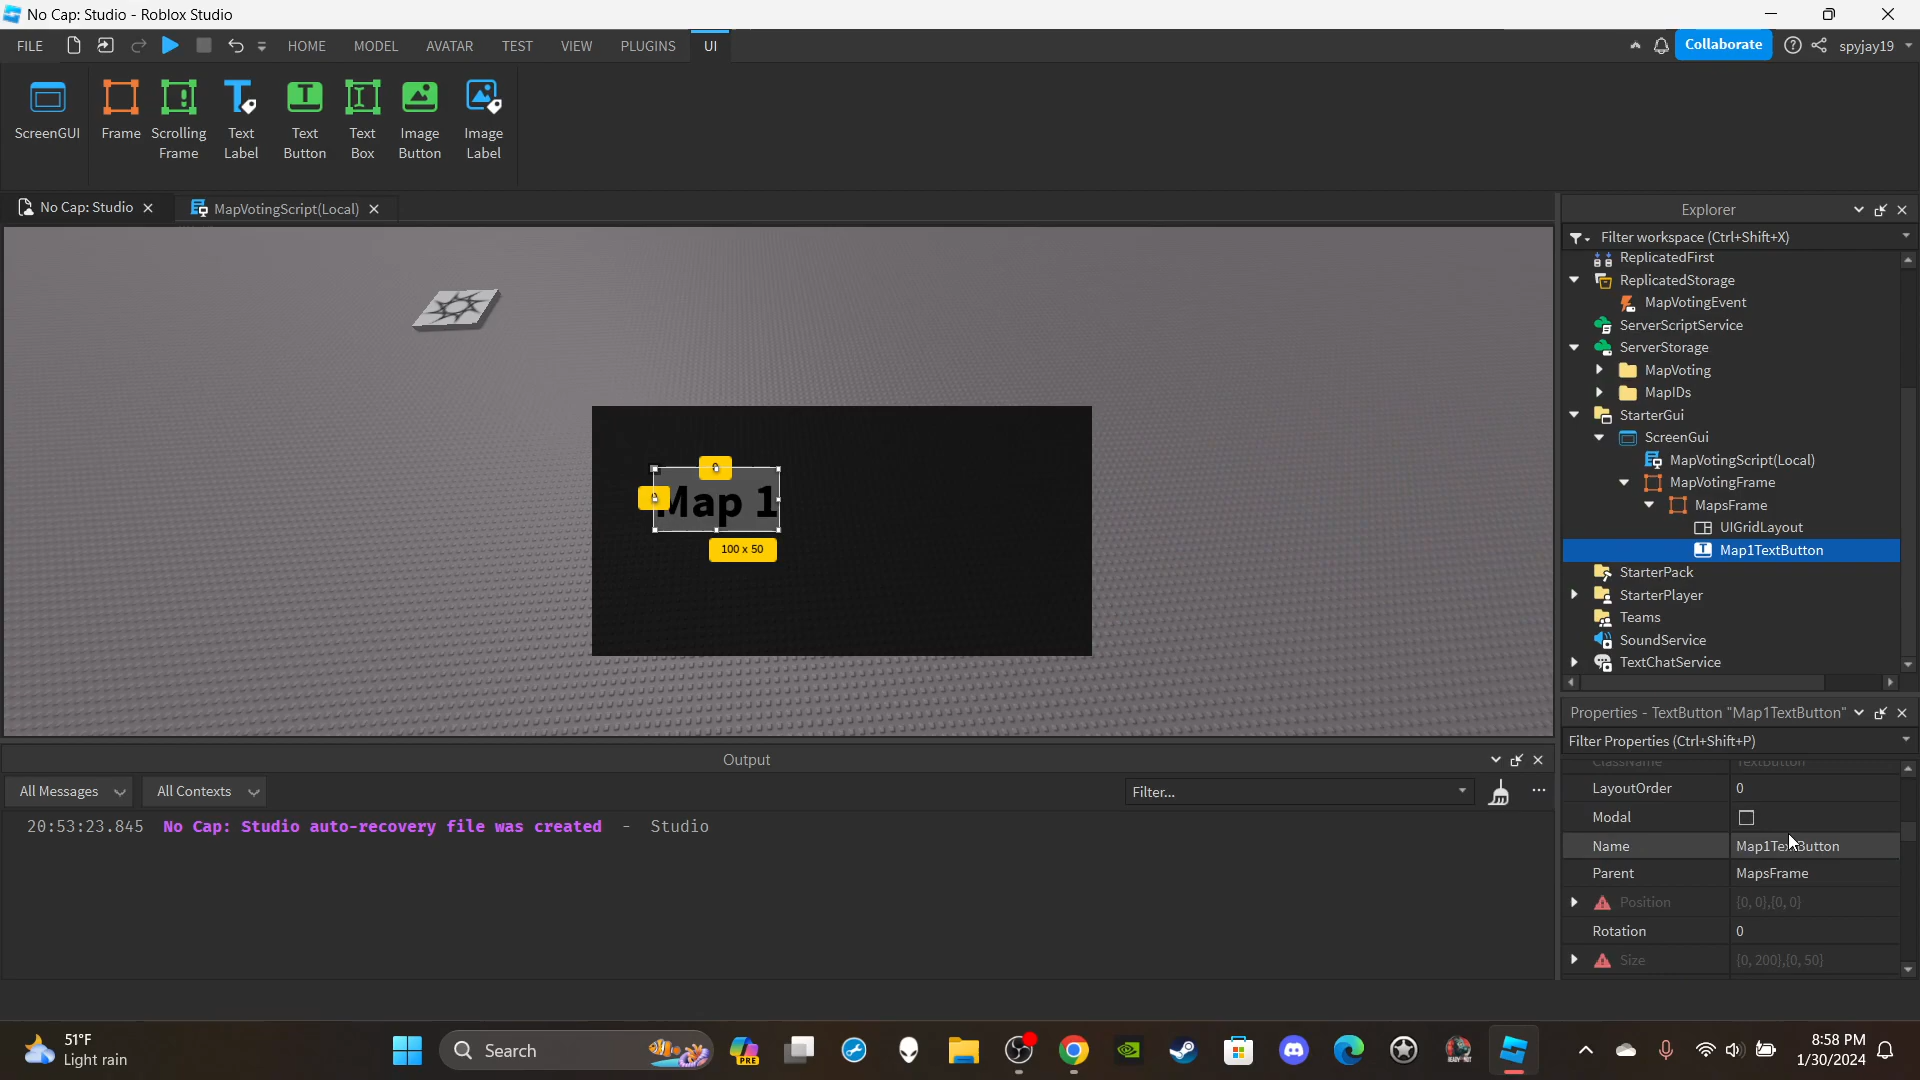 No Cap: Studio - Roblox Studio
FILE HOME MODEL AVATAR TEST VIEW PLUGINS UI Collaborate spyjay19
ScreenGUI Frame Scrolling Frame Text Label Text Button Text Box Image Button Image Label
No Cap: Studio MapVotingScript(Local)
Explorer
Filter workspace (Ctrl+Shift+X)
ReplicatedFirst
ReplicatedStorage
MapVotingEvent
ServerScriptService
ServerStorage
MapVoting
MapIDs
StarterGui
ScreenGui
MapVotingScript(Local)
MapVotingFrame
MapsFrame
UIGridLayout
Map1TextButton
StarterPack
StarterPlayer
Teams
SoundService
TextChatService
Map 1
100 x 50
Properties - TextButton "Map1TextButton"
Filter Properties (Ctrl+Shift+P)
ClassName TextButton
LayoutOrder 0
Modal
Name Map1TextButton
Parent MapsFrame
Position {0, 0},{0, 0}
Rotation 0
Size {0, 200},{0, 50}
Output
All Messages All Contexts Filter...
20:53:23.845 No Cap: Studio auto-recovery file was created - Studio
51°F
Light rain
Search
PRE
8:58 PM
1/30/2024